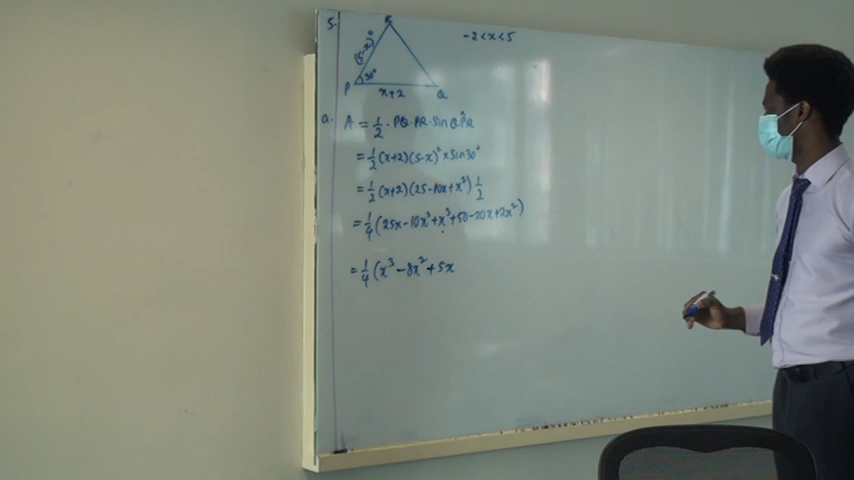 5.
R
-2<x<5
(5-x)²
30°
P
x+2
Q
a. A = 1/2 · PQ · PR · Sin QP̂R
= 1/2 (x+2)(5-x)² × Sin 30°
= 1/2 (x+2)(25-10x+x²) 1/2
= 1/4 (25x-10x²+x³+50-20x+2x²)
= 1/4 (x³-8x²+5x